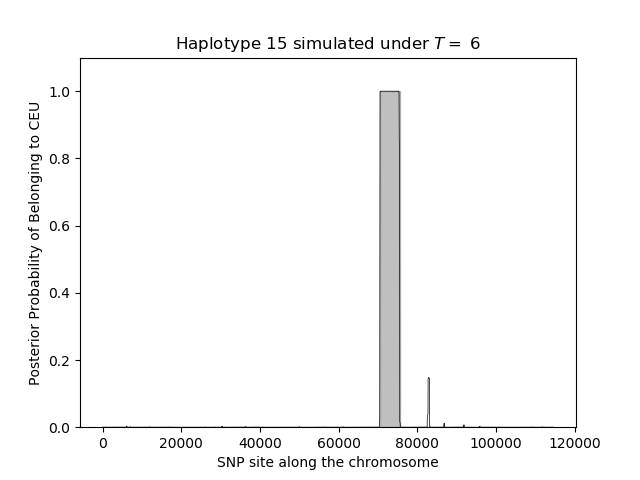 Haplotype 15 simulated under T = 6
Posterior Probability of Belonging to CEU
1.0
0.8
0.6
0.4
0.2
0.0
0 20000 40000 60000 80000 100000 120000
SNP site along the chromosome